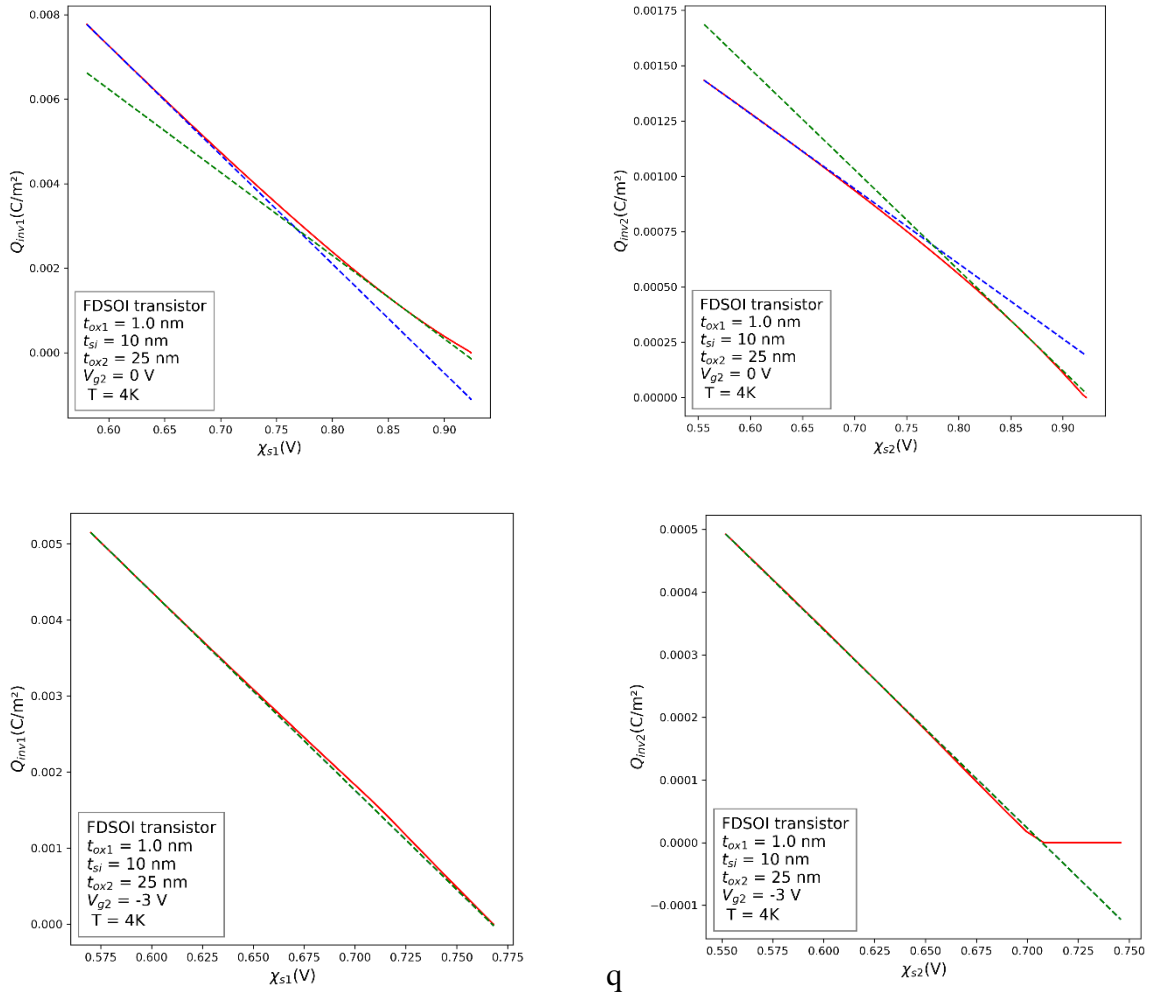 0.008
0.006
0.004
0.002
0.000
Q_inv1(C/m²)
FDSOI transistor
t_ox1 = 1.0 nm
t_si = 10 nm
t_ox2 = 25 nm
V_g2 = 0 V
T = 4K
0.60 0.65 0.70 0.75 0.80 0.85 0.90
χ_s1(V)
0.00175
0.00150
0.00125
0.00100
0.00075
0.00050
0.00025
0.00000
Q_inv2(C/m²)
FDSOI transistor
t_ox1 = 1.0 nm
t_si = 10 nm
t_ox2 = 25 nm
V_g2 = 0 V
T = 4K
0.55 0.60 0.65 0.70 0.75 0.80 0.85 0.90
χ_s2(V)
0.005
0.004
0.003
0.002
0.001
0.000
Q_inv1(C/m²)
FDSOI transistor
t_ox1 = 1.0 nm
t_si = 10 nm
t_ox2 = 25 nm
V_g2 = -3 V
T = 4K
0.575 0.600 0.625 0.650 0.675 0.700 0.725 0.750 0.775
χ_s1(V)
q
0.0005
0.0004
0.0003
0.0002
0.0001
0.0000
−0.0001
Q_inv2(C/m²)
FDSOI transistor
t_ox1 = 1.0 nm
t_si = 10 nm
t_ox2 = 25 nm
V_g2 = -3 V
T = 4K
0.550 0.575 0.600 0.625 0.650 0.675 0.700 0.725 0.750
χ_s2(V)